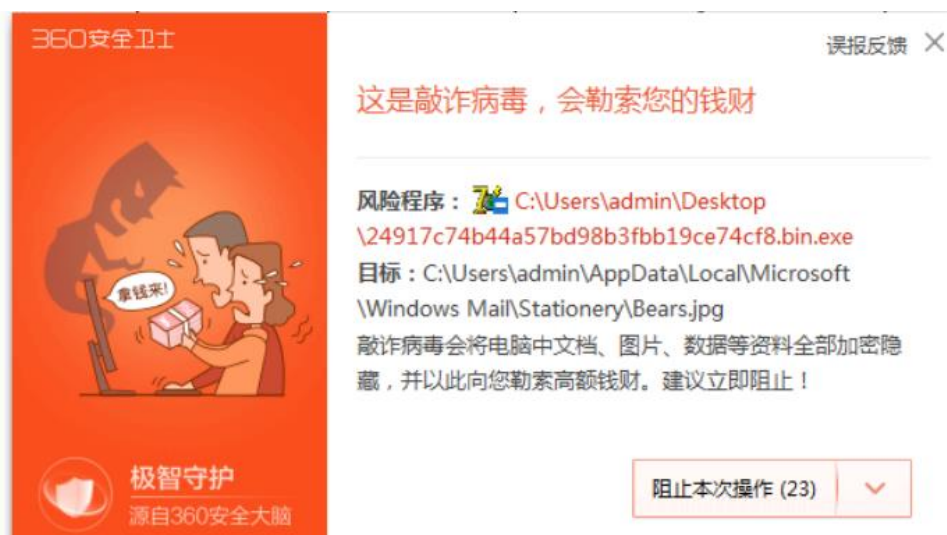 360安全卫士
误报反馈
这是敲诈病毒，会勒索您的钱财
风险程序： C:\Users\admin\Desktop
\24917c74b44a57bd98b3fbb19ce74cf8.bin.exe
目标：C:\Users\admin\AppData\Local\Microsoft
\Windows Mail\Stationery\Bears.jpg
敲诈病毒会将电脑中文档、图片、数据等资料全部加密隐
藏，并以此向您勒索高额钱财。建议立即阻止！
拿钱来!
极智守护
源自360安全大脑
阻止本次操作 (23)